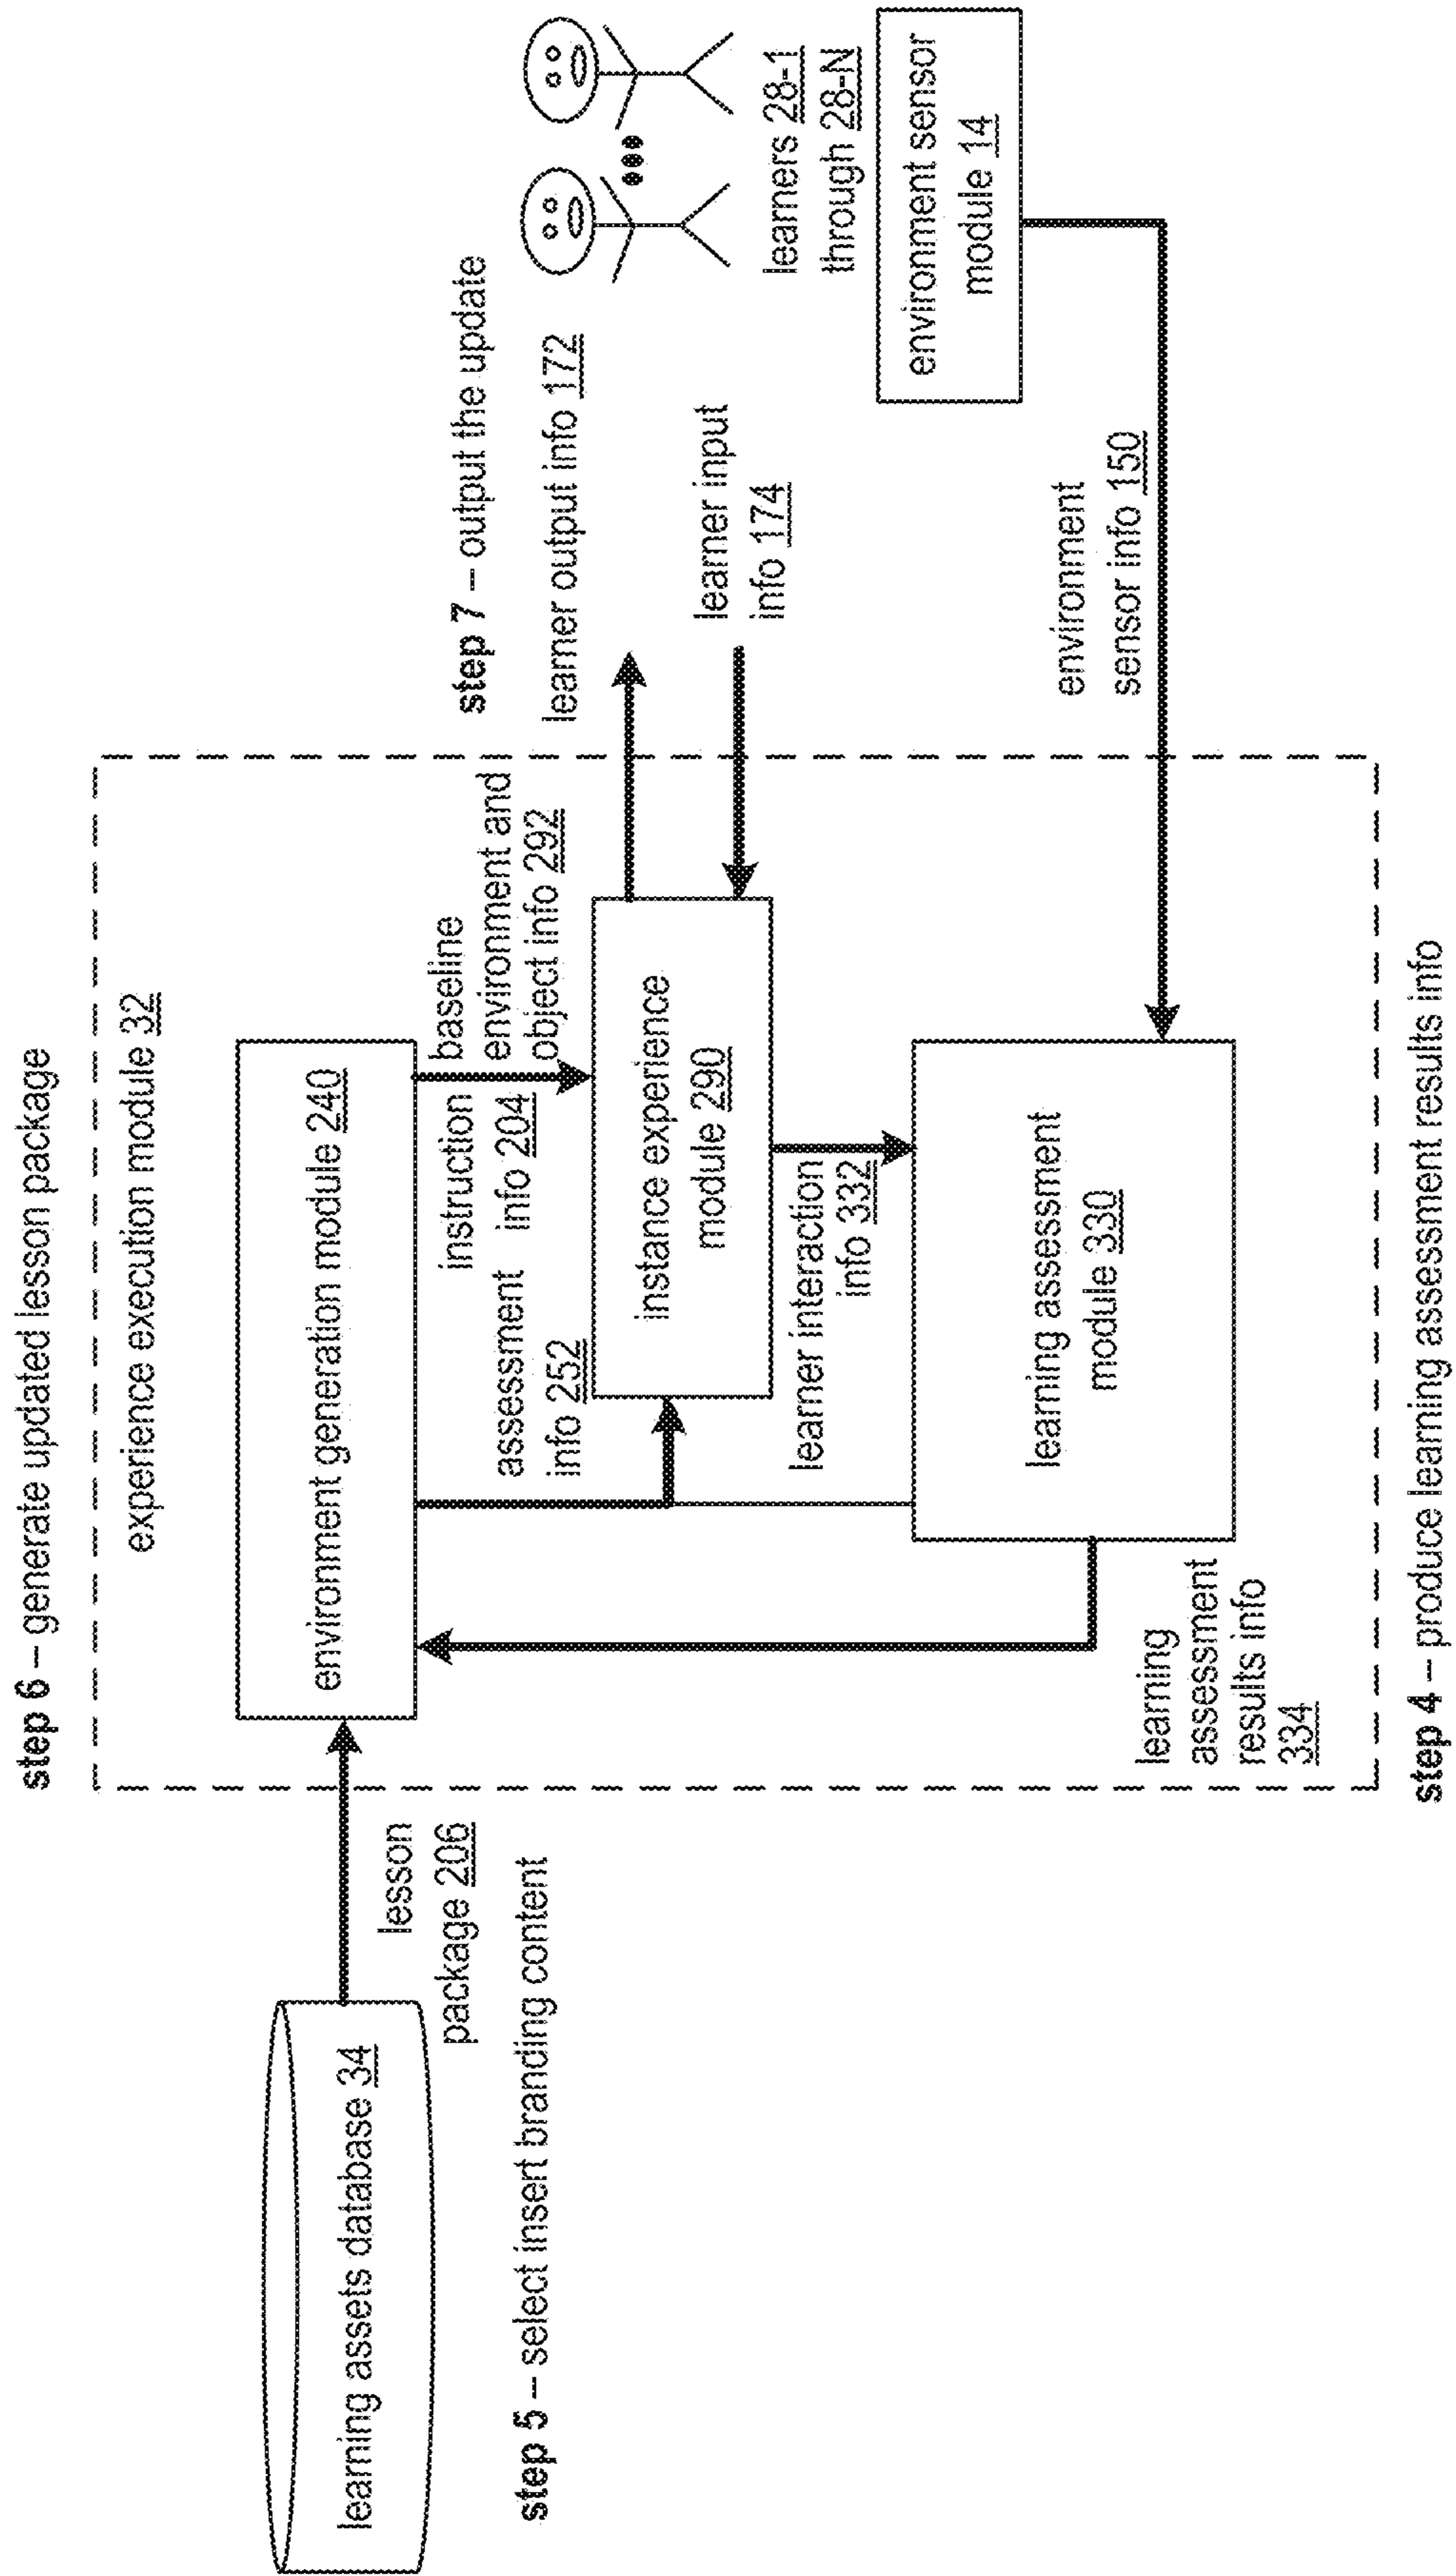 step 6 – generate updated lesson package
experience execution module 32
learning assets database 34
lesson
package 206
step 5 – select insert branding content
environment generation module 240
assessment
info 252
instruction
info 204
baseline
environment and
object info 292
instance experience
module 290
learner interaction
info 332
learning assessment
module 330
learning
assessment
results info
334
step 4 – produce learning assessment results info
step 7 – output the update
learner output info 172
learner input
info 174
learners 28-1
through 28-N
environment sensor
module 14
environment
sensor info 150